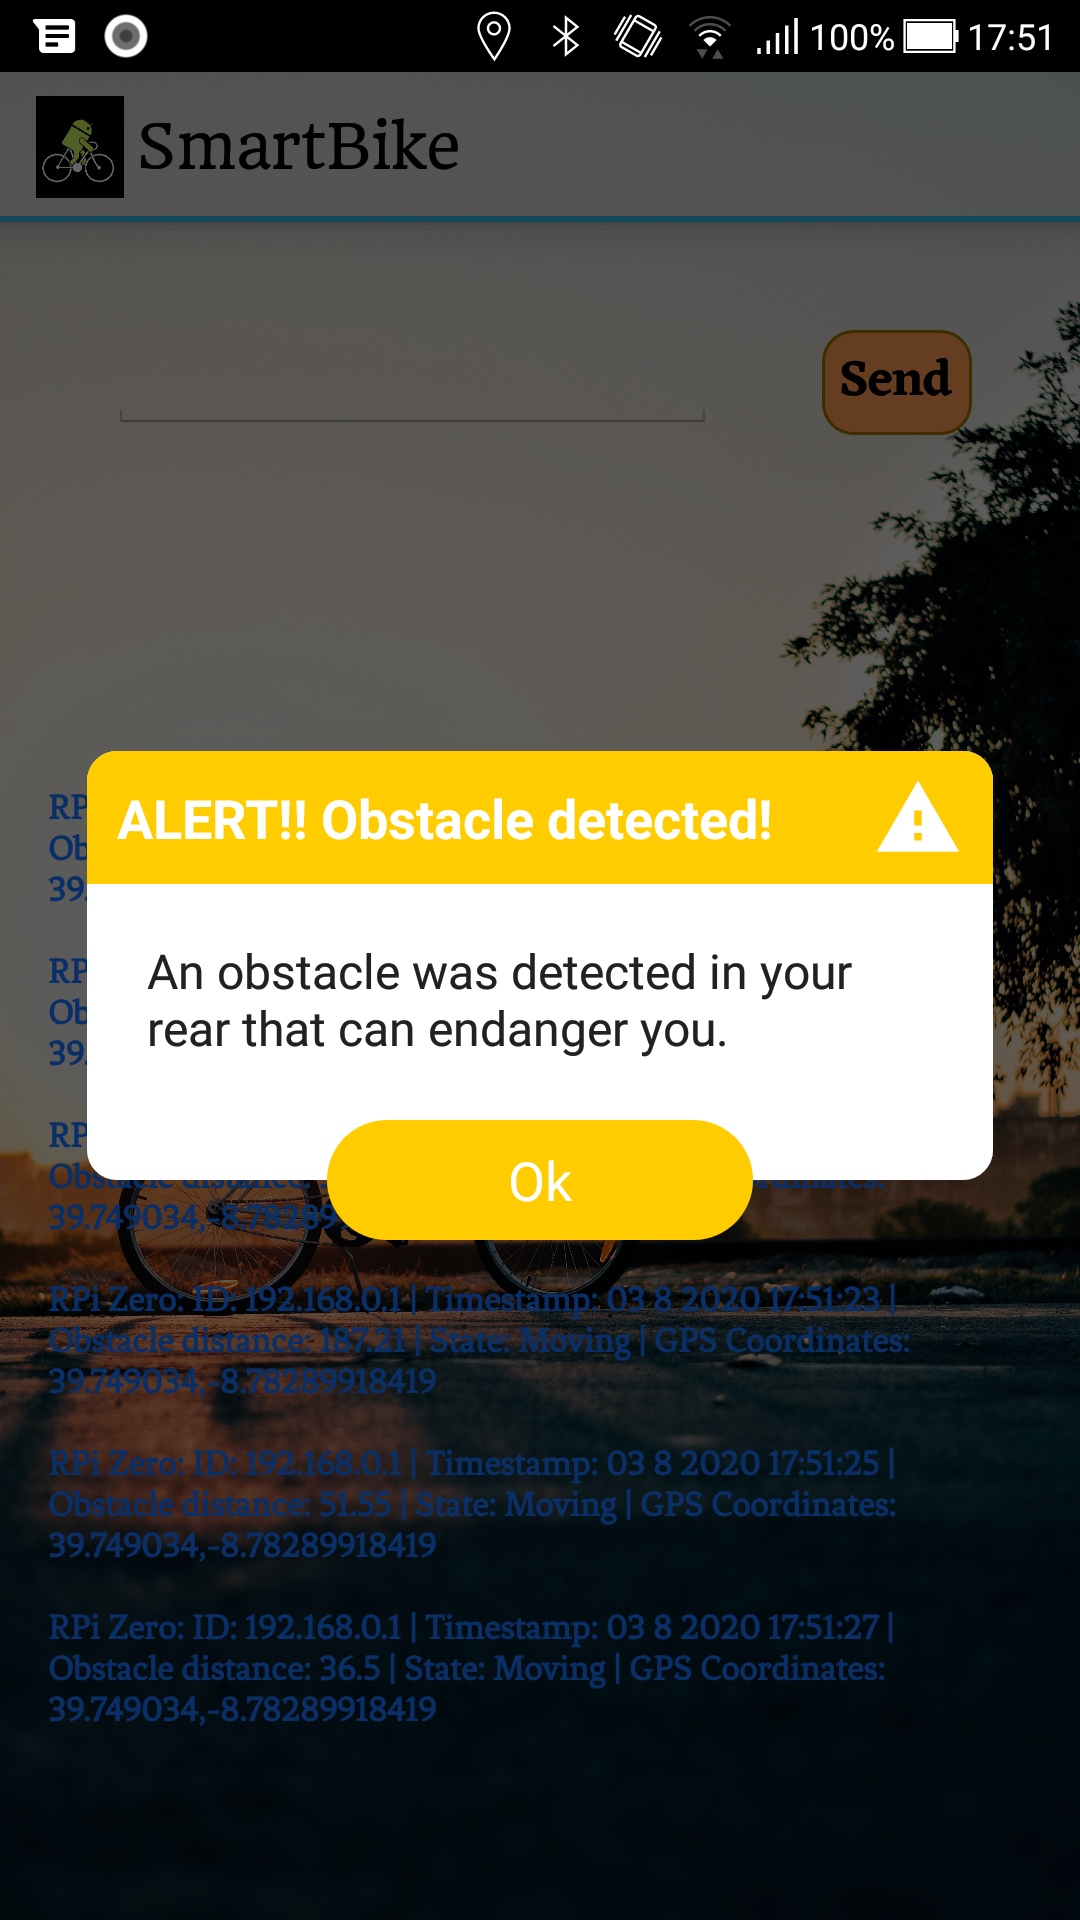 100% 17:51
SmartBike
Send
RP
Ob
39.
ALERT!! Obstacle detected!
RP
Ob
39.
An obstacle was detected in your
rear that can endanger you.
RP
Obstacle distance:
39.749034,-8.78289
Ok
RPi Zero: ID: 192.168.0.1 | Timestamp: 03 8 2020 17:51:23 |
Obstacle distance: 187.21 | State: Moving | GPS Coordinates:
39.749034,-8.78289918419
RPi Zero: ID: 192.168.0.1 | Timestamp: 03 8 2020 17:51:25 |
Obstacle distance: 51.55 | State: Moving | GPS Coordinates:
39.749034,-8.78289918419
RPi Zero: ID: 192.168.0.1 | Timestamp: 03 8 2020 17:51:27 |
Obstacle distance: 36.5 | State: Moving | GPS Coordinates:
39.749034,-8.78289918419